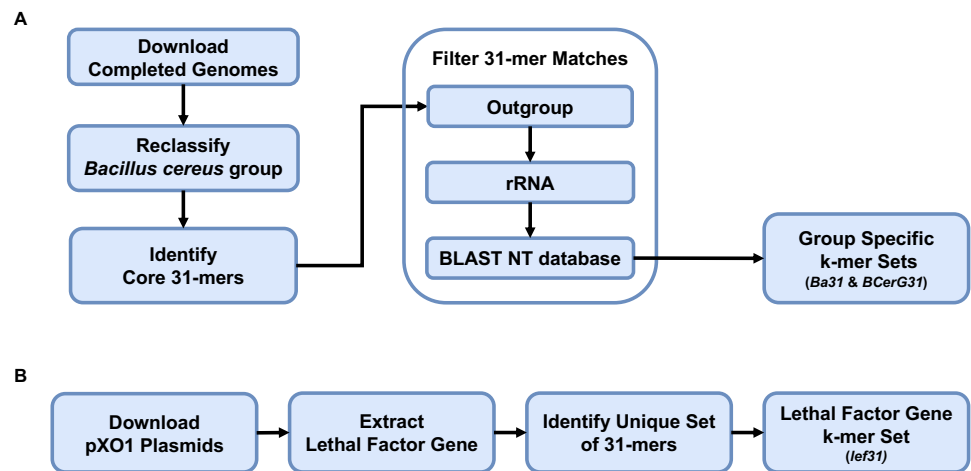 A
Download
Completed Genomes
Reclassify
Bacillus cereus group
Identify
Core 31-mers
Filter 31-mer Matches
Outgroup
rRNA
BLAST NT database
Group Specific
k-mer Sets
(Ba31 & BCerG31)
B
Download
pXO1 Plasmids
Extract
Lethal Factor Gene
Identify Unique Set
of 31-mers
Lethal Factor Gene
k-mer Set
(lef31)